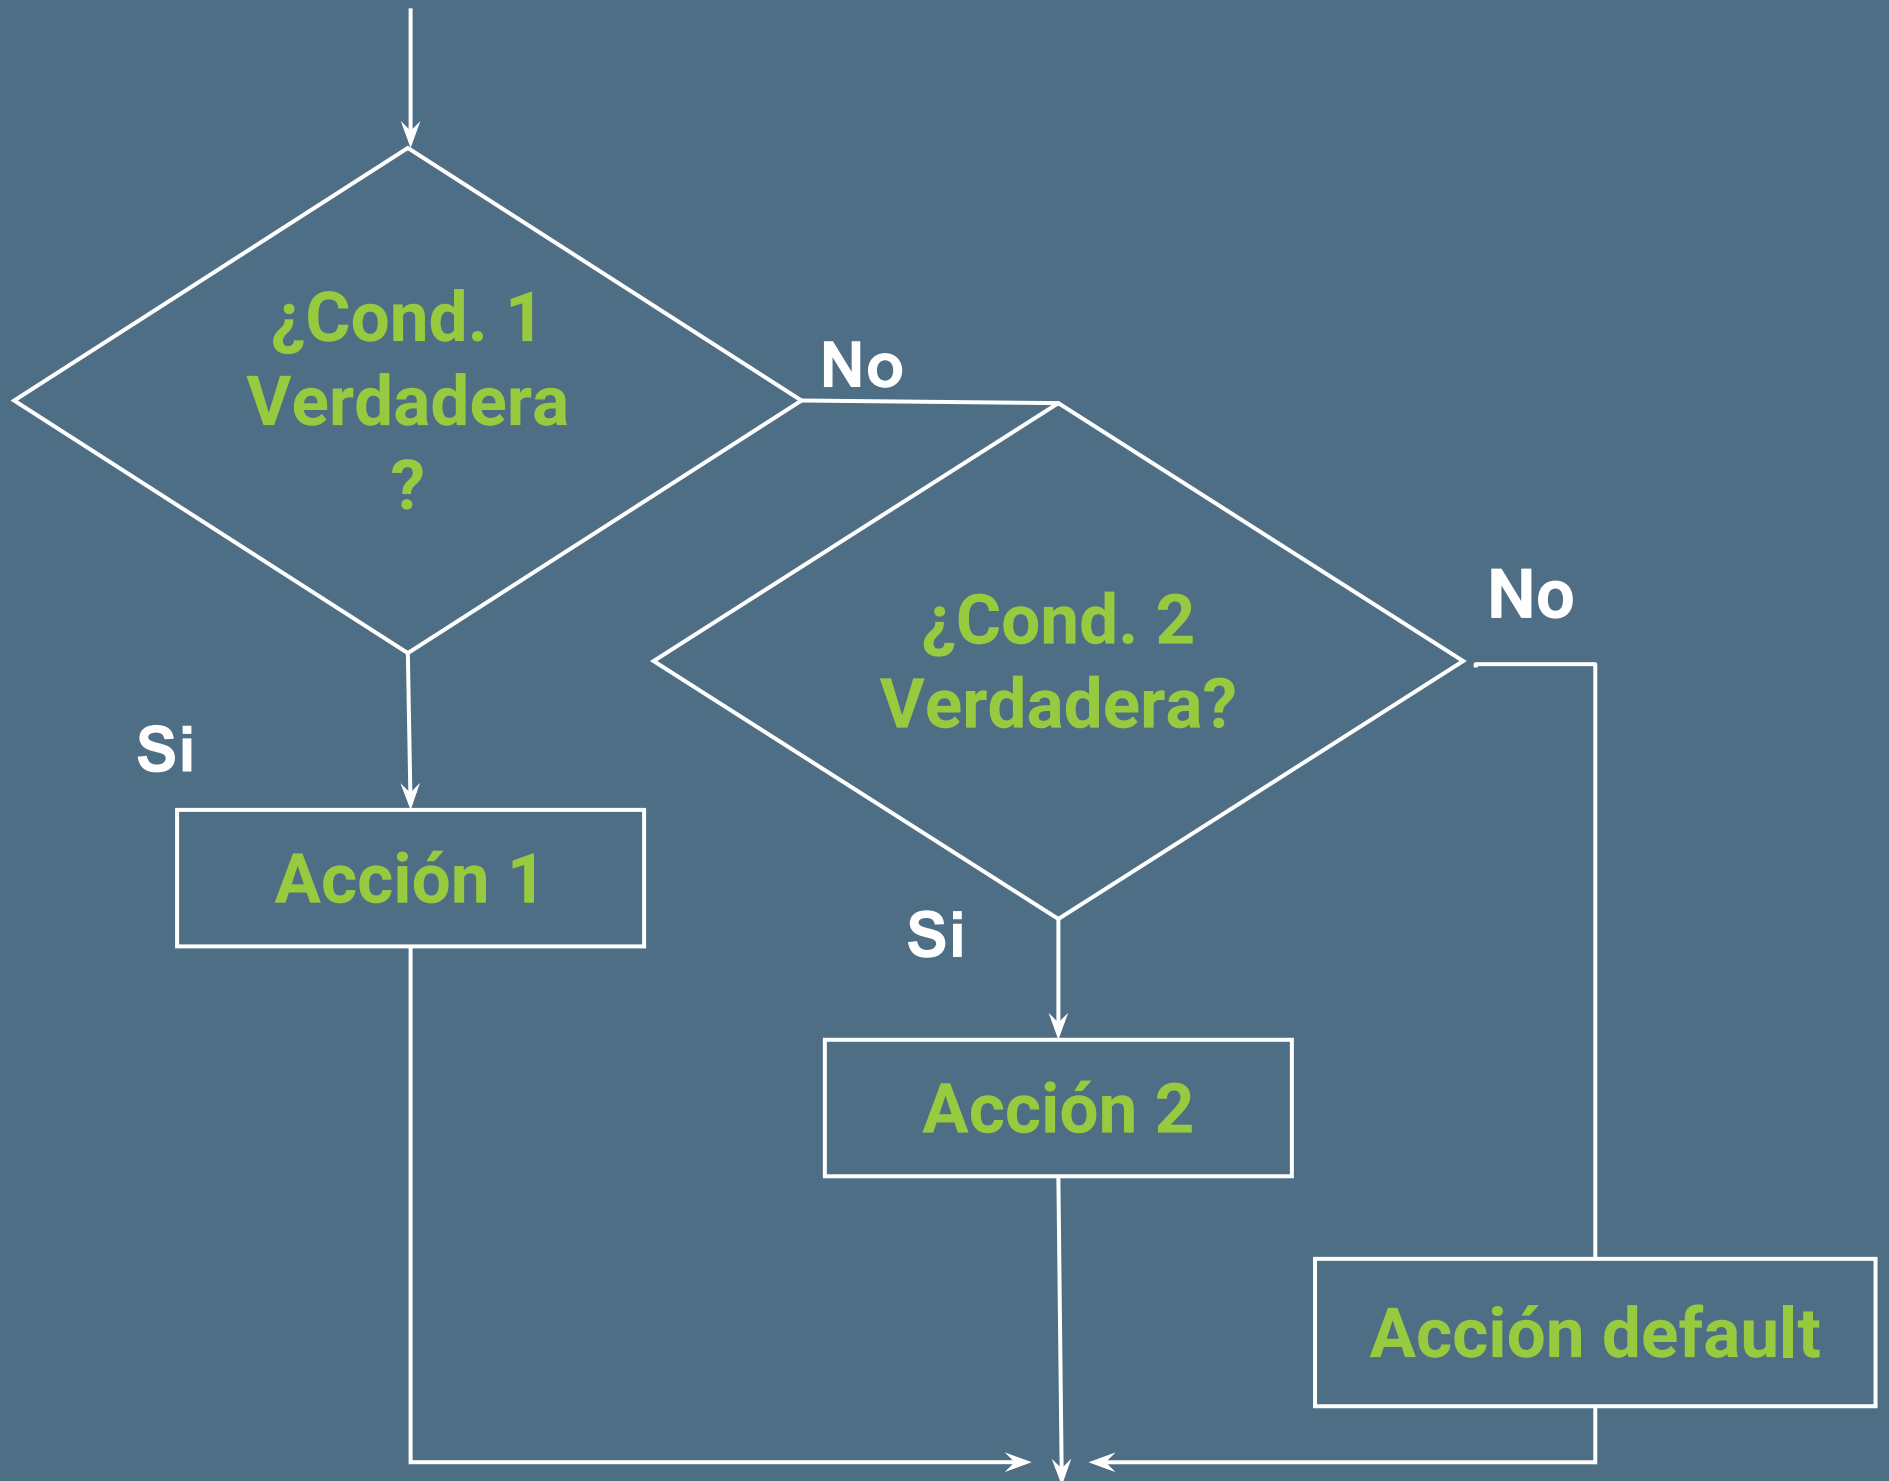 ¿Cond. 1
Verdadera
?
No
¿Cond. 2
Verdadera?
No
Si
Acción 1
Si
Acción 2
Acción default